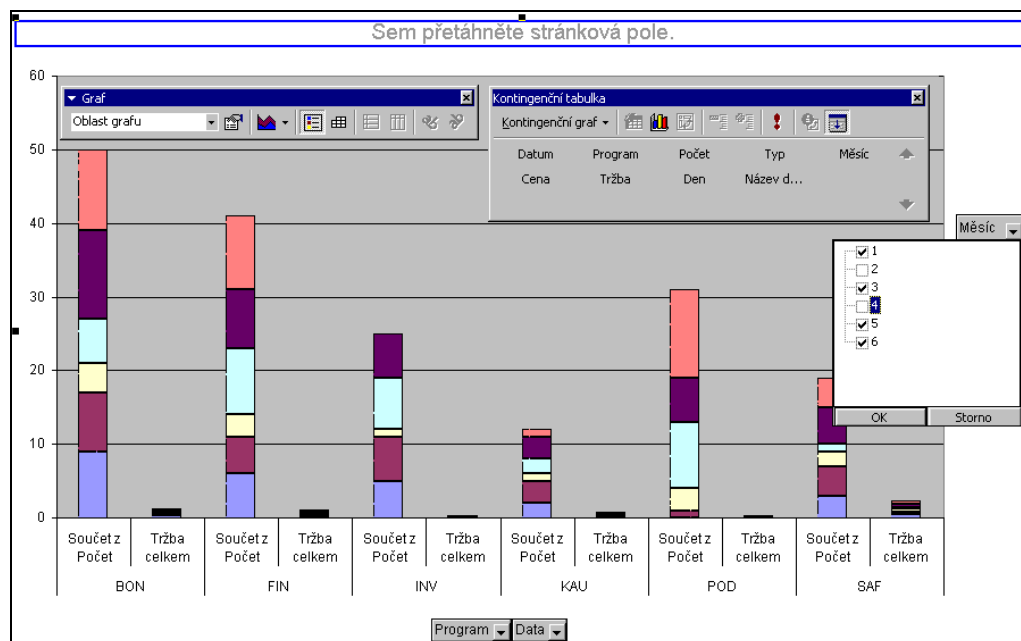 Sem přetáhněte stránková pole.
60
50
40
30
20
10
0
Graf
Oblast grafu
Kontingenční tabulka
Kontingenční graf
Datum Program Počet Typ Měsíc
Cena Tržba Den Název d...
Měsíc
1
2
3
4
5
6
OK Storno
Součet z Tržba Součet z Tržba Součet z Tržba Součet z Tržba Součet z Tržba Součet z Tržba
Počet celkem Počet celkem Počet celkem Počet celkem Počet celkem Počet celkem
BON FIN INV KAU POD SAF
Program Data